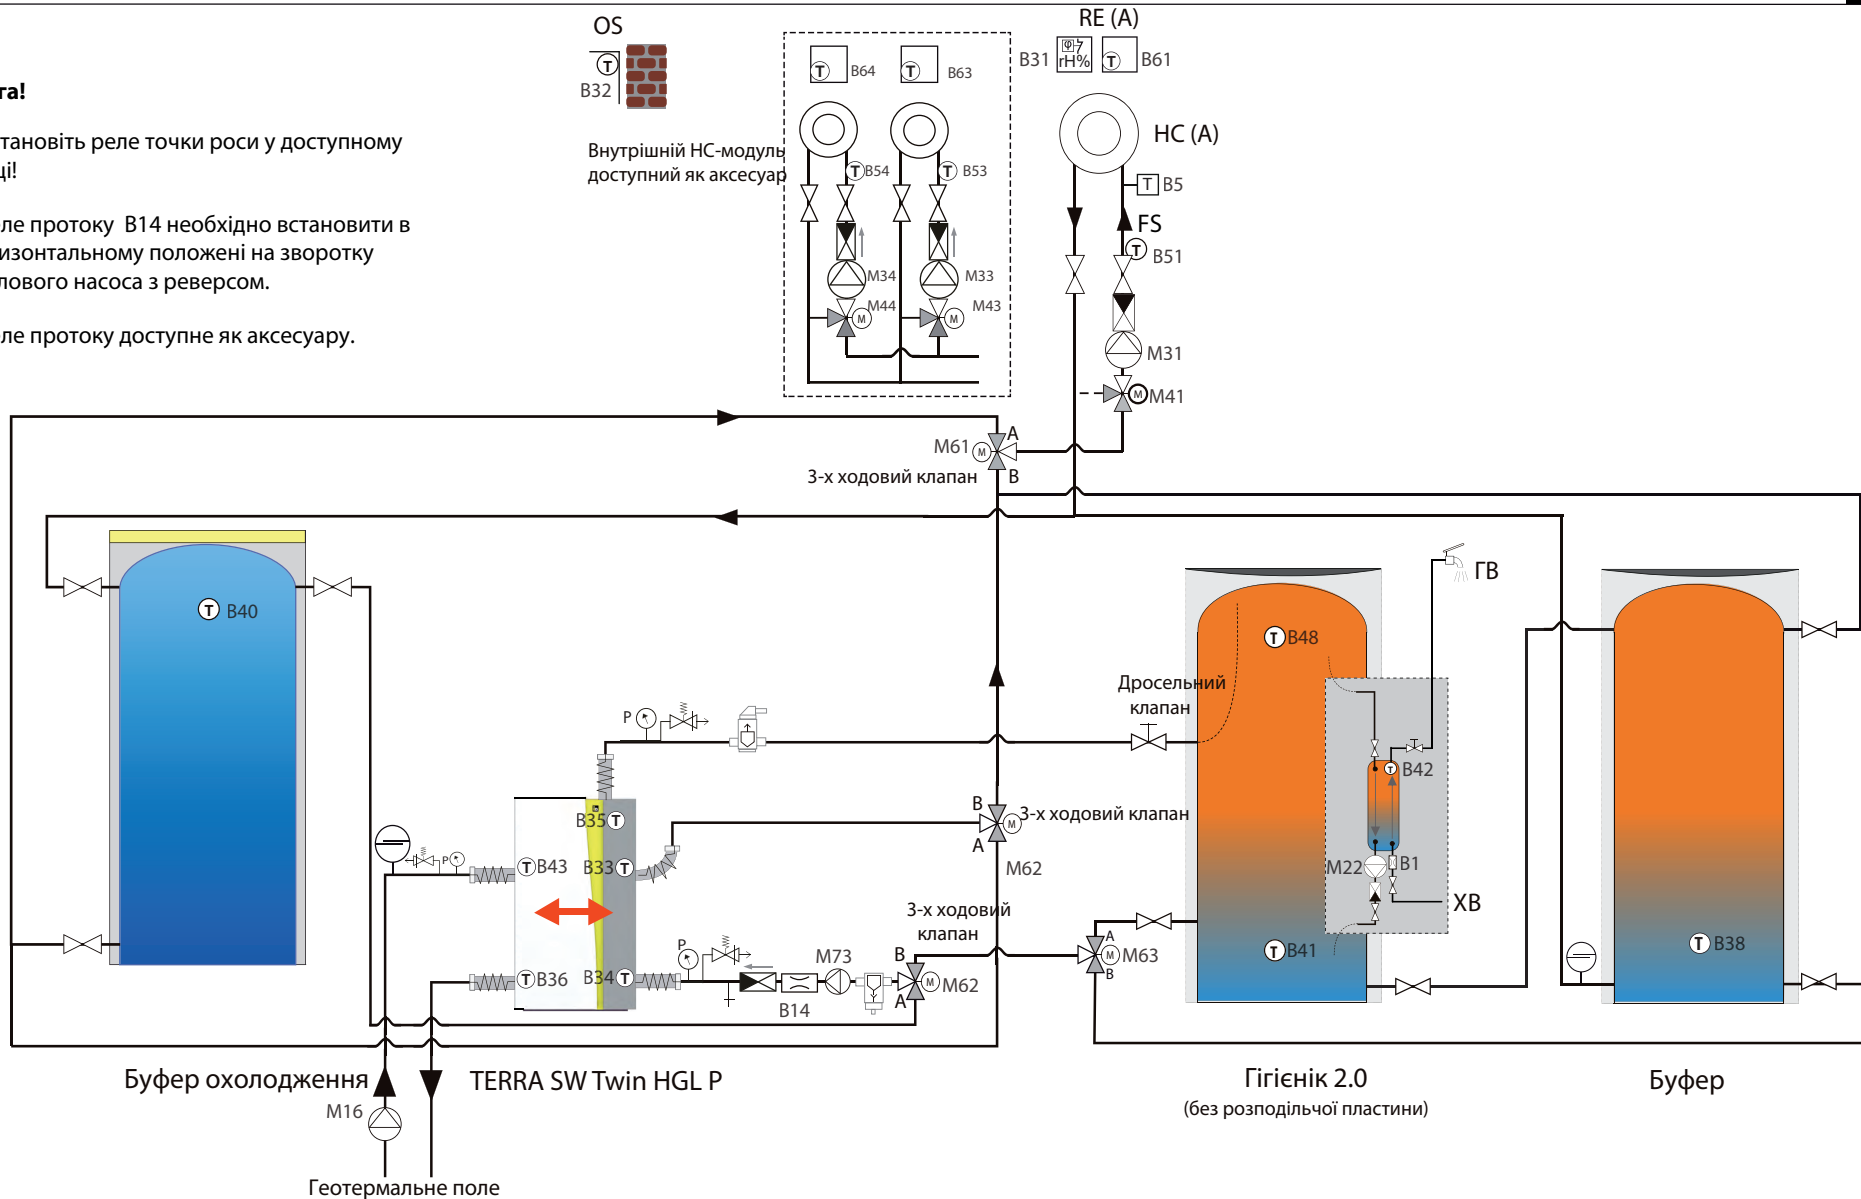 га!
тановіть реле точки роси у доступному
ці!
ле протоку B14 необхідно встановити в
изонтальному положені на зворотку
лового насоса з реверсом.
ле протоку доступне як аксесуару.
OS
T
B32
Внутрішній НС-модуль
доступний як аксесуар
T B64
T B63
T B54
T B53
M34
M33
M44
M
M43
M
RE (A)
B31
φ
rH%
T
B61
HC (A)
T B5
FS
T
B51
M31
M
M41
M61
M
A
B
3-х ходовий клапан
T B40
P
Дросельний
клапан
T B48
ГВ
T B42
M22
B1
ХВ
T B41
T B38
B35 T
T B43
B33 T
T B36
B34 T
P
P
B
M
3-х ходовий клапан
A
M62
3-х ходовий
клапан
M73
B14
B
M
M62
A
A
M
M63
B
Буфер охолодження
TERRA SW Twin HGL P
M16
Геотермальне поле
Гігієнік 2.0
(без розподільчої пластини)
Буфер